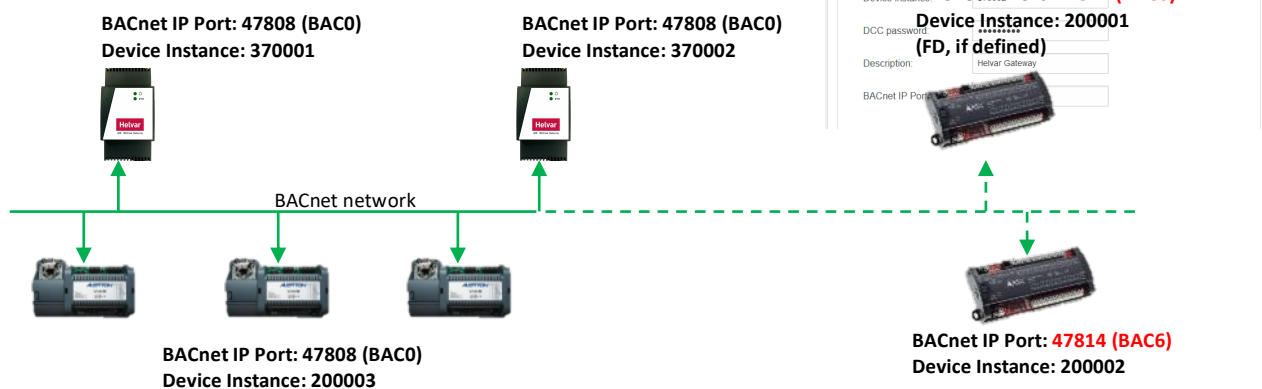 BACnet IP Port: 47808 (BAC0)
Device Instance: 370001
BACnet IP Port: 47808 (BAC0)
Device Instance: 370002
Device Instance: 200001
DCC password:
(FD, if defined)
Description:
Helvar Gateway
BACnet IP Port
Helvar
Helvar
BACnet network
BACnet IP Port: 47808 (BAC0)
Device Instance: 200003
BACnet IP Port: 47814 (BAC6)
Device Instance: 200002